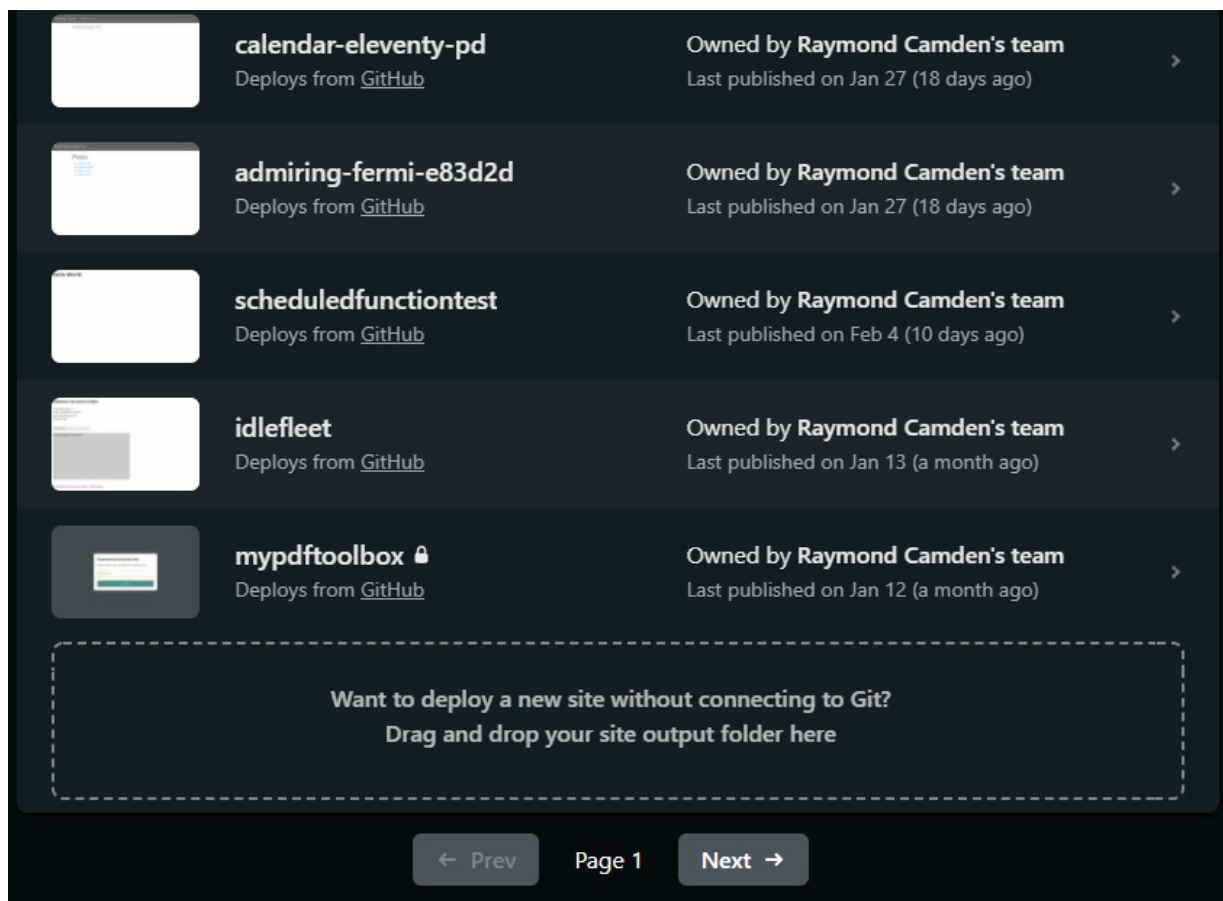 calendar-eleventy-pd
Owned by Raymond Camden's team
Deploys from GitHub
Last published on Jan 27 (18 days ago)
admiring-fermi-e83d2d
Owned by Raymond Camden's team
Deploys from GitHub
Last published on Jan 27 (18 days ago)
scheduledfunctiontest
Owned by Raymond Camden's team
Deploys from GitHub
Last published on Feb 4 (10 days ago)
idlefleet
Owned by Raymond Camden's team
Deploys from GitHub
Last published on Jan 13 (a month ago)
mypdftoolbox
Owned by Raymond Camden's team
Deploys from GitHub
Last published on Jan 12 (a month ago)
Want to deploy a new site without connecting to Git?
Drag and drop your site output folder here
← Prev
Page 1
Next →